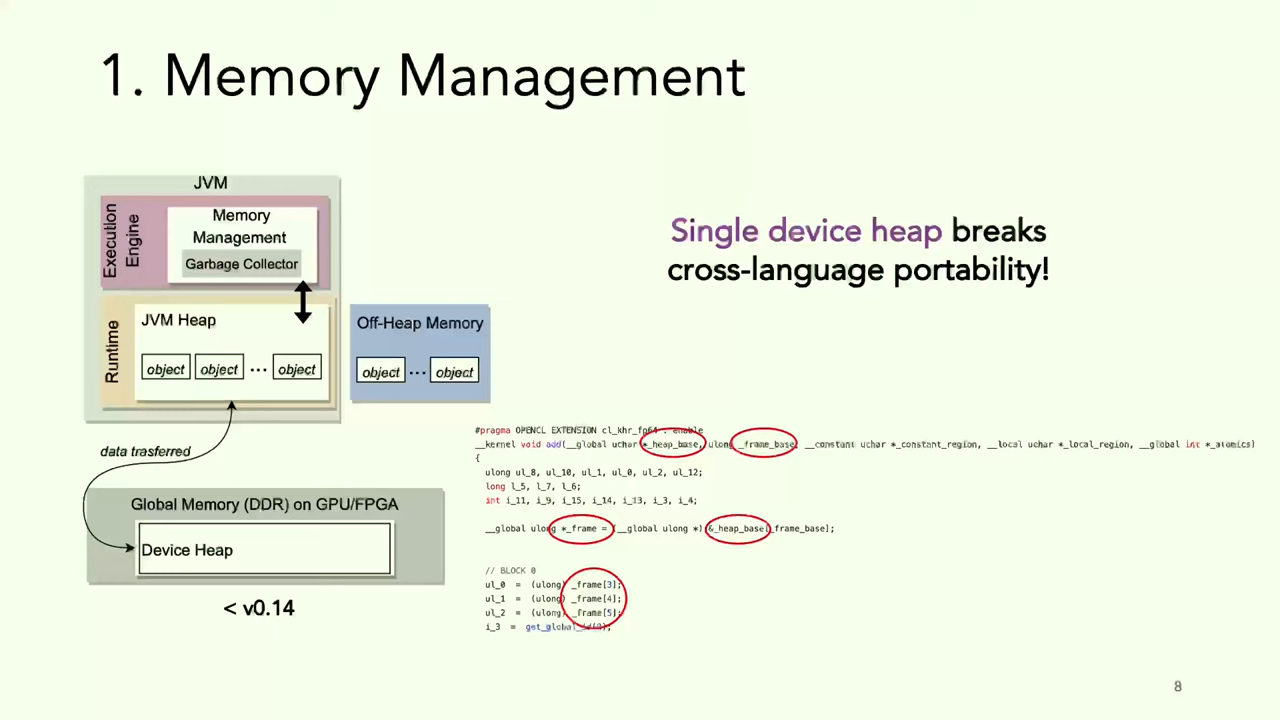 1. Memory Management
JVM
Execution
Engine
Memory
Management
Garbage Collector
Runtime
JVM Heap
object object ... object
Off-Heap Memory
object ... object
data trasferred
Global Memory (DDR) on GPU/FPGA
Device Heap
< v0.14
Single device heap breaks
cross-language portability!
#pragma OPENCL EXTENSION cl_khr_fp64 : enable
__kernel void add(__global uchar *_heap_base, ulong _frame_base, __constant uchar *_constant_region, __local uchar *_local_region, __global int *_atomics)
{
ulong ul_8, ul_10, ul_1, ul_0, ul_2, ul_12;
long l_5, l_7, l_6;
int i_11, i_9, i_15, i_14, i_13, i_3, i_4;
__global ulong *_frame = (__global ulong *) &_heap_base[_frame_base];
// BLOCK 0
ul_0 = (ulong) _frame[3];
ul_1 = (ulong) _frame[4];
ul_2 = (ulong) _frame[5];
i_3 = get_global_id(0);
8